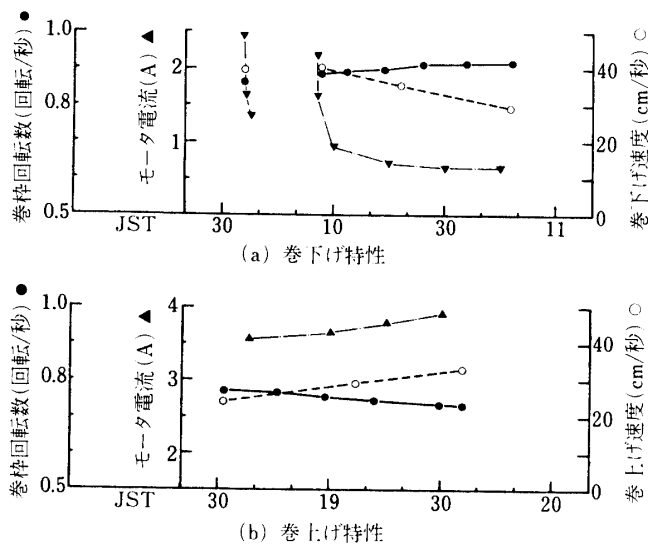 巻枠回転数(回転/秒) ●
1.0
0.8
0.5
モータ電流(A) ▲
2
1
40
20
0
巻下げ速度(cm/秒) ○
JST 30 10 30 11
(a) 巻下げ特性
巻枠回転数(回転/秒) ●
1.0
0.8
0.5
モータ電流(A) ▲
4
3
2
40
20
0
巻上げ速度(cm/秒) ○
JST 30 19 30 20
(b) 巻上げ特性